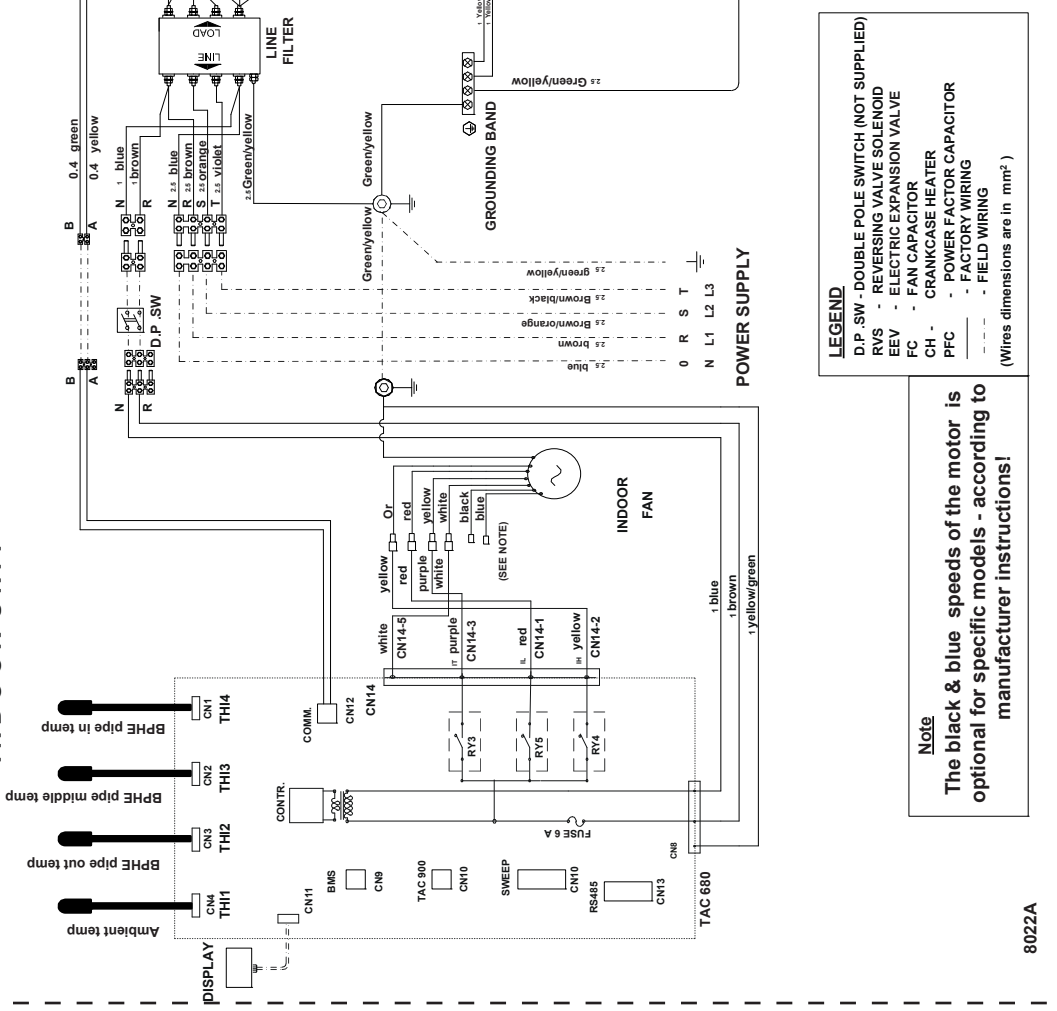 LOAD
LINE
LINE
FILTER
0.4 green
0.4 yellow
B
A
1 blue
1 brown
N
R
N 2.5 blue
R 2.5 brown
S 2.5 orange
T 2.5 violet
2.5 Green/yellow
Green/yellow
Green/yellow
GROUNDING BAND
2.5 Green/yellow
1 Yello
1 Yello
D.P .SW
B
A
N
R
2.5 green/yellow
2.5 Brown/black
2.5 Brown/orange
2.5 brown
2.5 blue
0 R S T
N L1 L2 L3
POWER SUPPLY
LEGEND
D.P .SW - DOUBLE POLE SWITCH (NOT SUPPLIED)
RVS - REVERSING VALVE SOLENOID
EEV - ELECTRIC EXPANSION VALVE
FC - FAN CAPACITOR
CH - CRANKCASE HEATER
PFC - POWER FACTOR CAPACITOR
- FACTORY WIRING
- FIELD WIRING
(Wires dimensions are in mm² )
Or
red
yellow
white
black
blue
(SEE NOTE)
INDOOR
FAN
yellow
red
purple
white
white
CN14-5
IT purple
CN14-3
IL red
CN14-1
IH yellow
CN14-2
1 blue
1 brown
1 yellow/green
Note
The black & blue speeds of the motor is
optional for specific models - according to
manufacturer instructions!
BPHE pipe in temp
CN1
THI4
BPHE pipe middle temp
CN2
THI3
BPHE pipe out temp
CN3
THI2
Ambient temp
CN4
THI1
COMM.
CN12
CN14
RY3
RY5
RY4
CONTR.
FUSE 6 A
CN8
BMS
CN9
TAC 900
CN10
SWEEP
CN10
RS485
CN13
CN11
DISPLAY
TAC 680
8022A